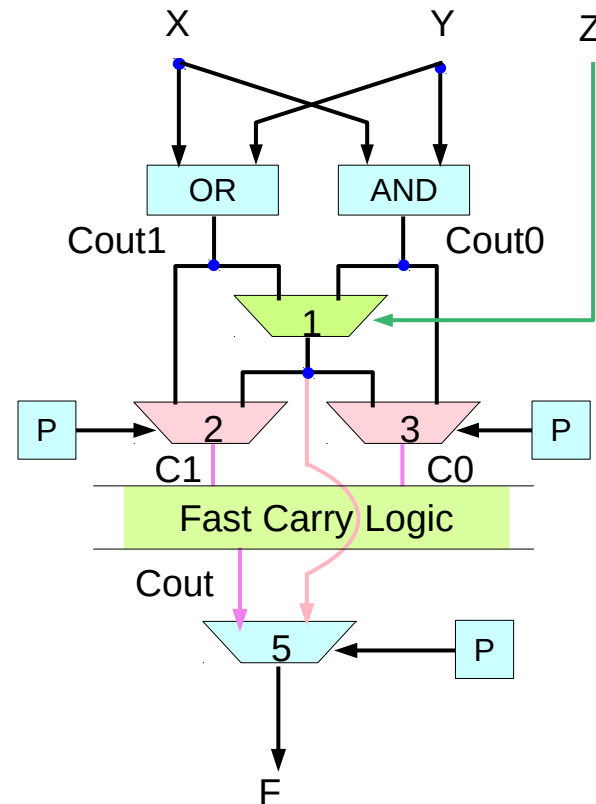 X Y Z
OR AND
Cout1 Cout0
1
P 2 3 P
C1 C0
Fast Carry Logic
Cout
5 P
F